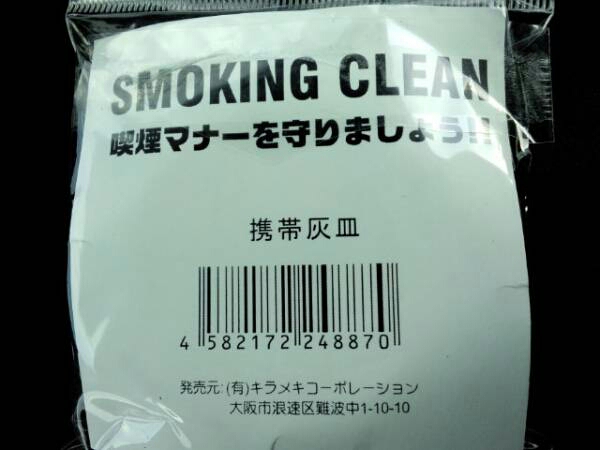 SMOKING CLEAN
喫煙マナーを守りましょう!!
携帯灰皿
4 582172 248870
発売元:(有)キラメキコーポレーション
大阪市浪速区難波中1-10-10